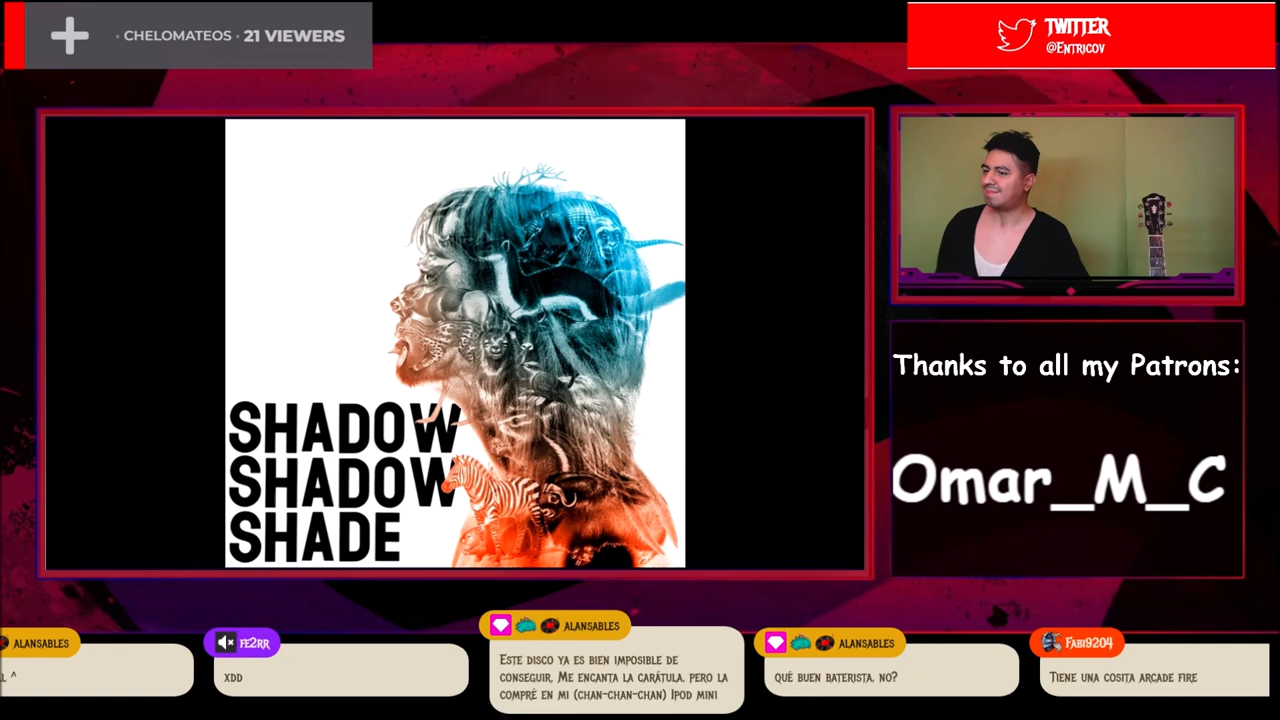 · CHELOMATEOS · 21 VIEWERS
TWITTER
@ENTRICOV
SHADOW
SHADOW
SHADE
Thanks to all my Patrons:
Omar_M_C
ALANSABLES
L ^
FE2RR
XDD
ALANSABLES
ESTE DISCO YA ES BIEN IMPOSIBLE DE
CONSEGUIR, ME ENCANTA LA CARÁTULA, PERO LA
COMPRÉ EN MI (CHAN-CHAN-CHAN) IPOD MINI
ALANSABLES
QUÉ BUEN BATERISTA, NO?
FABI9204
TIENE UNA COSITA ARCADE FIRE